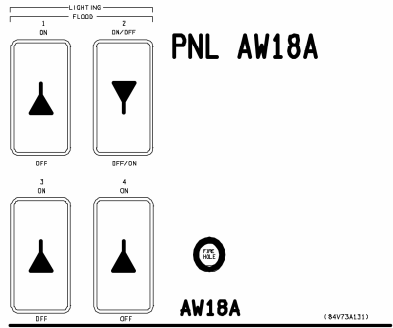 LIGHTING
FLOOD
1 2
ON ON/OFF
PNL AW18A
OFF OFF/ON
3 4
ON ON
FIRE
HOLE
AW18A
OFF OFF
(84V73A131)